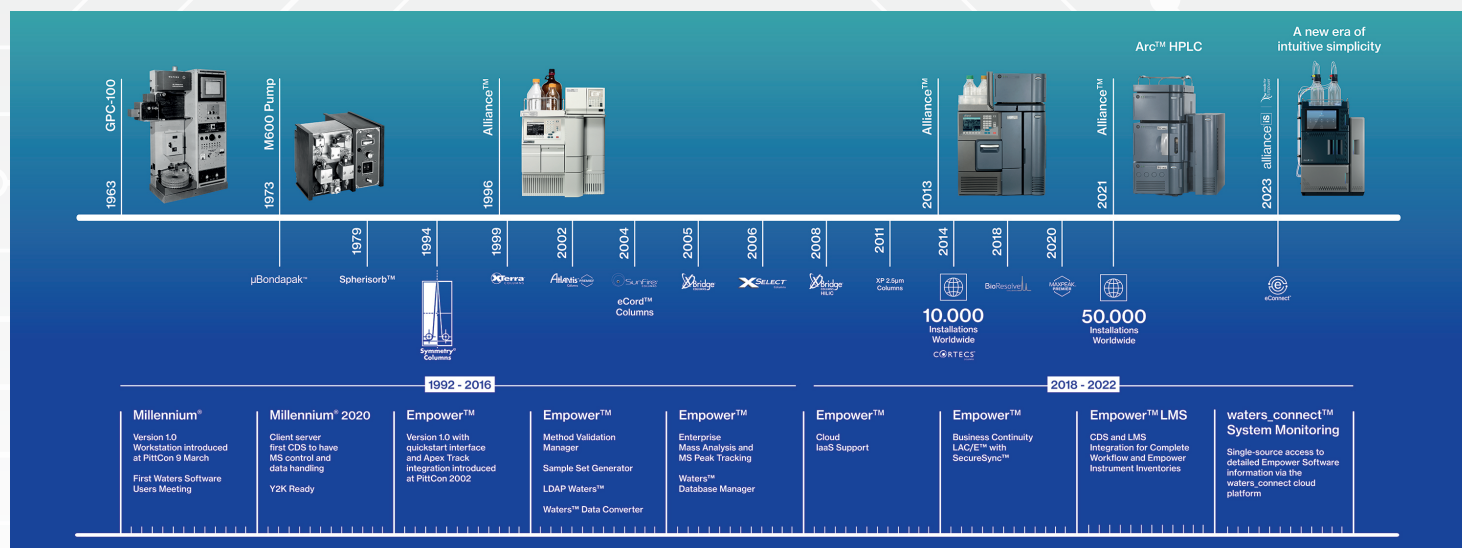 Arc™ HPLC
A new era of
intuitive simplicity
1963
GPC-100
1973
M600 Pump
1996
Alliance™
2013
Alliance™
2021
Alliance™
2023
alliance iS
µBondapak™
1979
Spherisorb™
1994
Symmetry®
Columns
1999
XTerra
2002
Atlantis
PREMIER
2004
SunFire
eCord™
Columns
2005
XBridge
2006
XSELECT
2008
XBridge
HILIC
2011
XP 2.5µm
Columns
2014
10.000
Installations
Worldwide
CORTECS
2018
BioResolve
2020
MAXPEAK
PREMIER
50.000
Installations
Worldwide
eConnect
1992 - 2016
2018 - 2022
Millennium®
Version 1.0
Workstation introduced
at PittCon 9 March
First Waters Software
Users Meeting
Millennium® 2020
Client server
first CDS to have
MS control and
data handling
Y2K Ready
Empower™
Version 1.0 with
quickstart interface
and Apex Track
integration introduced
at PittCon 2002
Empower™
Method Validation
Manager
Sample Set Generator
LDAP Waters™
Waters™ Data Converter
Empower™
Enterprise
Mass Analysis and
MS Peak Tracking
Waters™
Database Manager
Empower™
Cloud
IaaS Support
Empower™
Business Continuity
LAC/E™ with
SecureSync™
Empower™ LMS
CDS and LMS
Integration for Complete
Workflow and Empower
Instrument Inventories
waters_connect™
System Monitoring
Single-source access to
detailed Empower Software
information via the
waters_connect cloud
platform